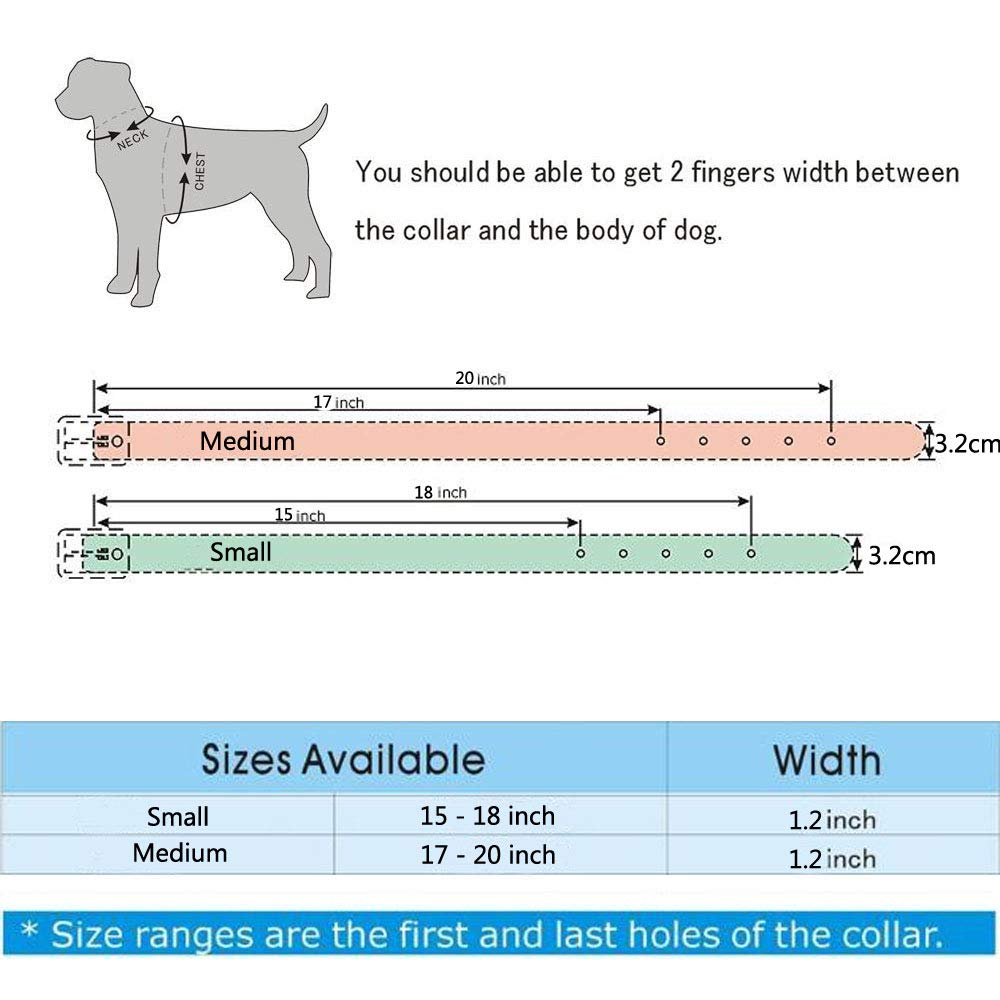 NECK
CHEST
You should be able to get 2 fingers width between
the collar and the body of dog.
20 inch
17 inch
Medium
3.2cm
18 inch
15 inch
Small
3.2cm
Sizes Available Width
Small 15 - 18 inch 1.2 inch
Medium 17 - 20 inch 1.2 inch
* Size ranges are the first and last holes of the collar.